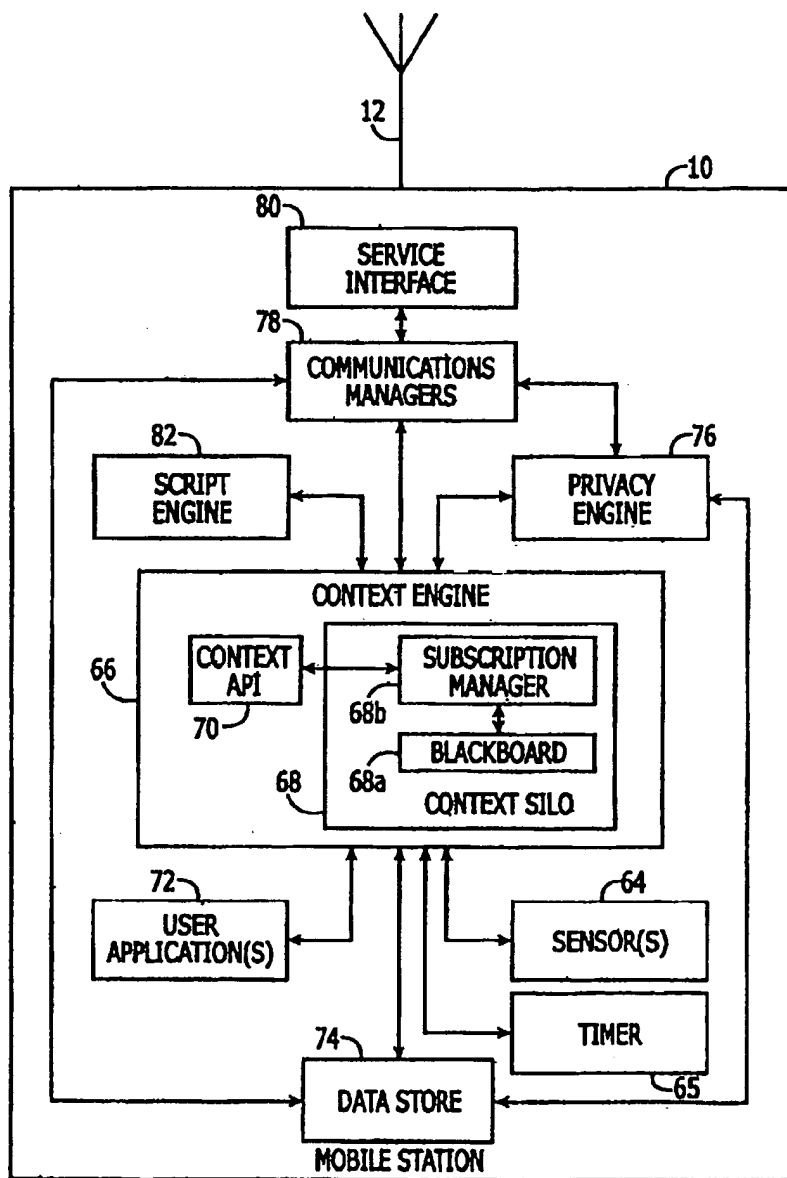 12
10
80
SERVICE
INTERFACE
78
COMMUNICATIONS
MANAGERS
82
SCRIPT
ENGINE
76
PRIVACY
ENGINE
CONTEXT ENGINE
66
CONTEXT
API
70
SUBSCRIPTION
MANAGER
68b
BLACKBOARD
68a
68
CONTEXT SILO
72
USER
APPLICATION(S)
64
SENSOR(S)
TIMER
65
74
DATA STORE
MOBILE STATION